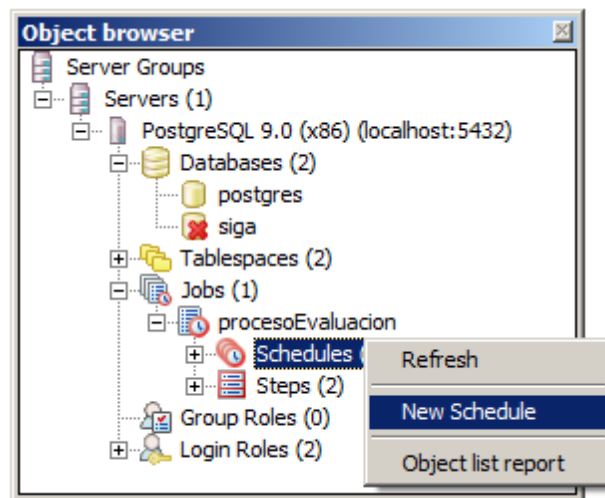 Object browser
Server Groups
Servers (1)
PostgreSQL 9.0 (x86) (localhost:5432)
Databases (2)
postgres
siga
Tablespaces (2)
Jobs (1)
procesoEvaluacion
Schedules (
Refresh
Steps (2)
New Schedule
Group Roles (0)
Login Roles (2)
Object list report